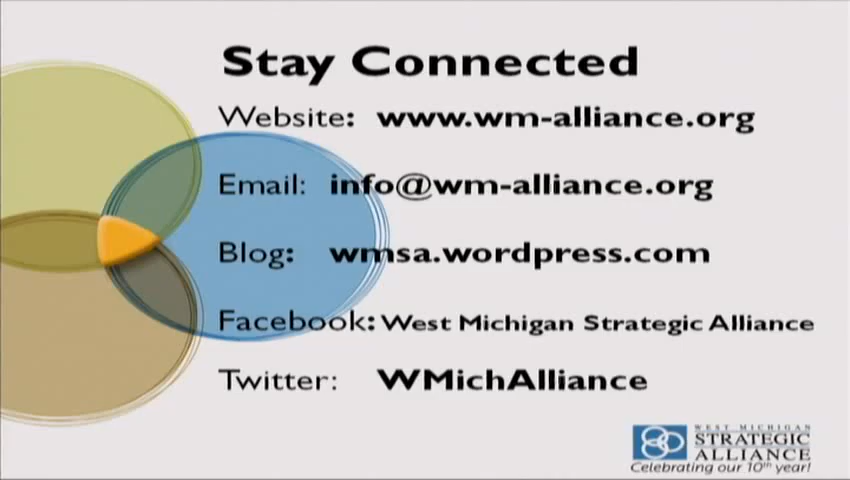 Stay Connected
Website: www.wm-alliance.org
Email: info@wm-alliance.org
Blog: wmsa.wordpress.com
Facebook: West Michigan Strategic Alliance
Twitter: WMichAlliance
WEST MICHIGAN
STRATEGIC
ALLIANCE
Celebrating our 10th year!